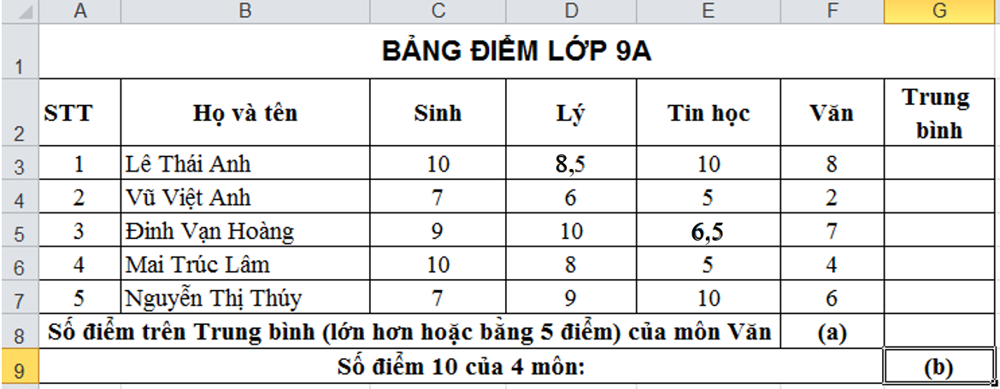 A B C D E F G
1 BẢNG ĐIỂM LỚP 9A
2 STT Họ và tên Sinh Lý Tin học Văn Trung bình
3 1 Lê Thái Anh 10 8,5 10 8
4 2 Vũ Việt Anh 7 6 5 2
5 3 Đinh Vạn Hoàng 9 10 6,5 7
6 4 Mai Trúc Lâm 10 8 5 4
7 5 Nguyễn Thị Thúy 7 9 10 6
8 Số điểm trên Trung bình (lớn hơn hoặc bằng 5 điểm) của môn Văn (a)
9 Số điểm 10 của 4 môn: (b)